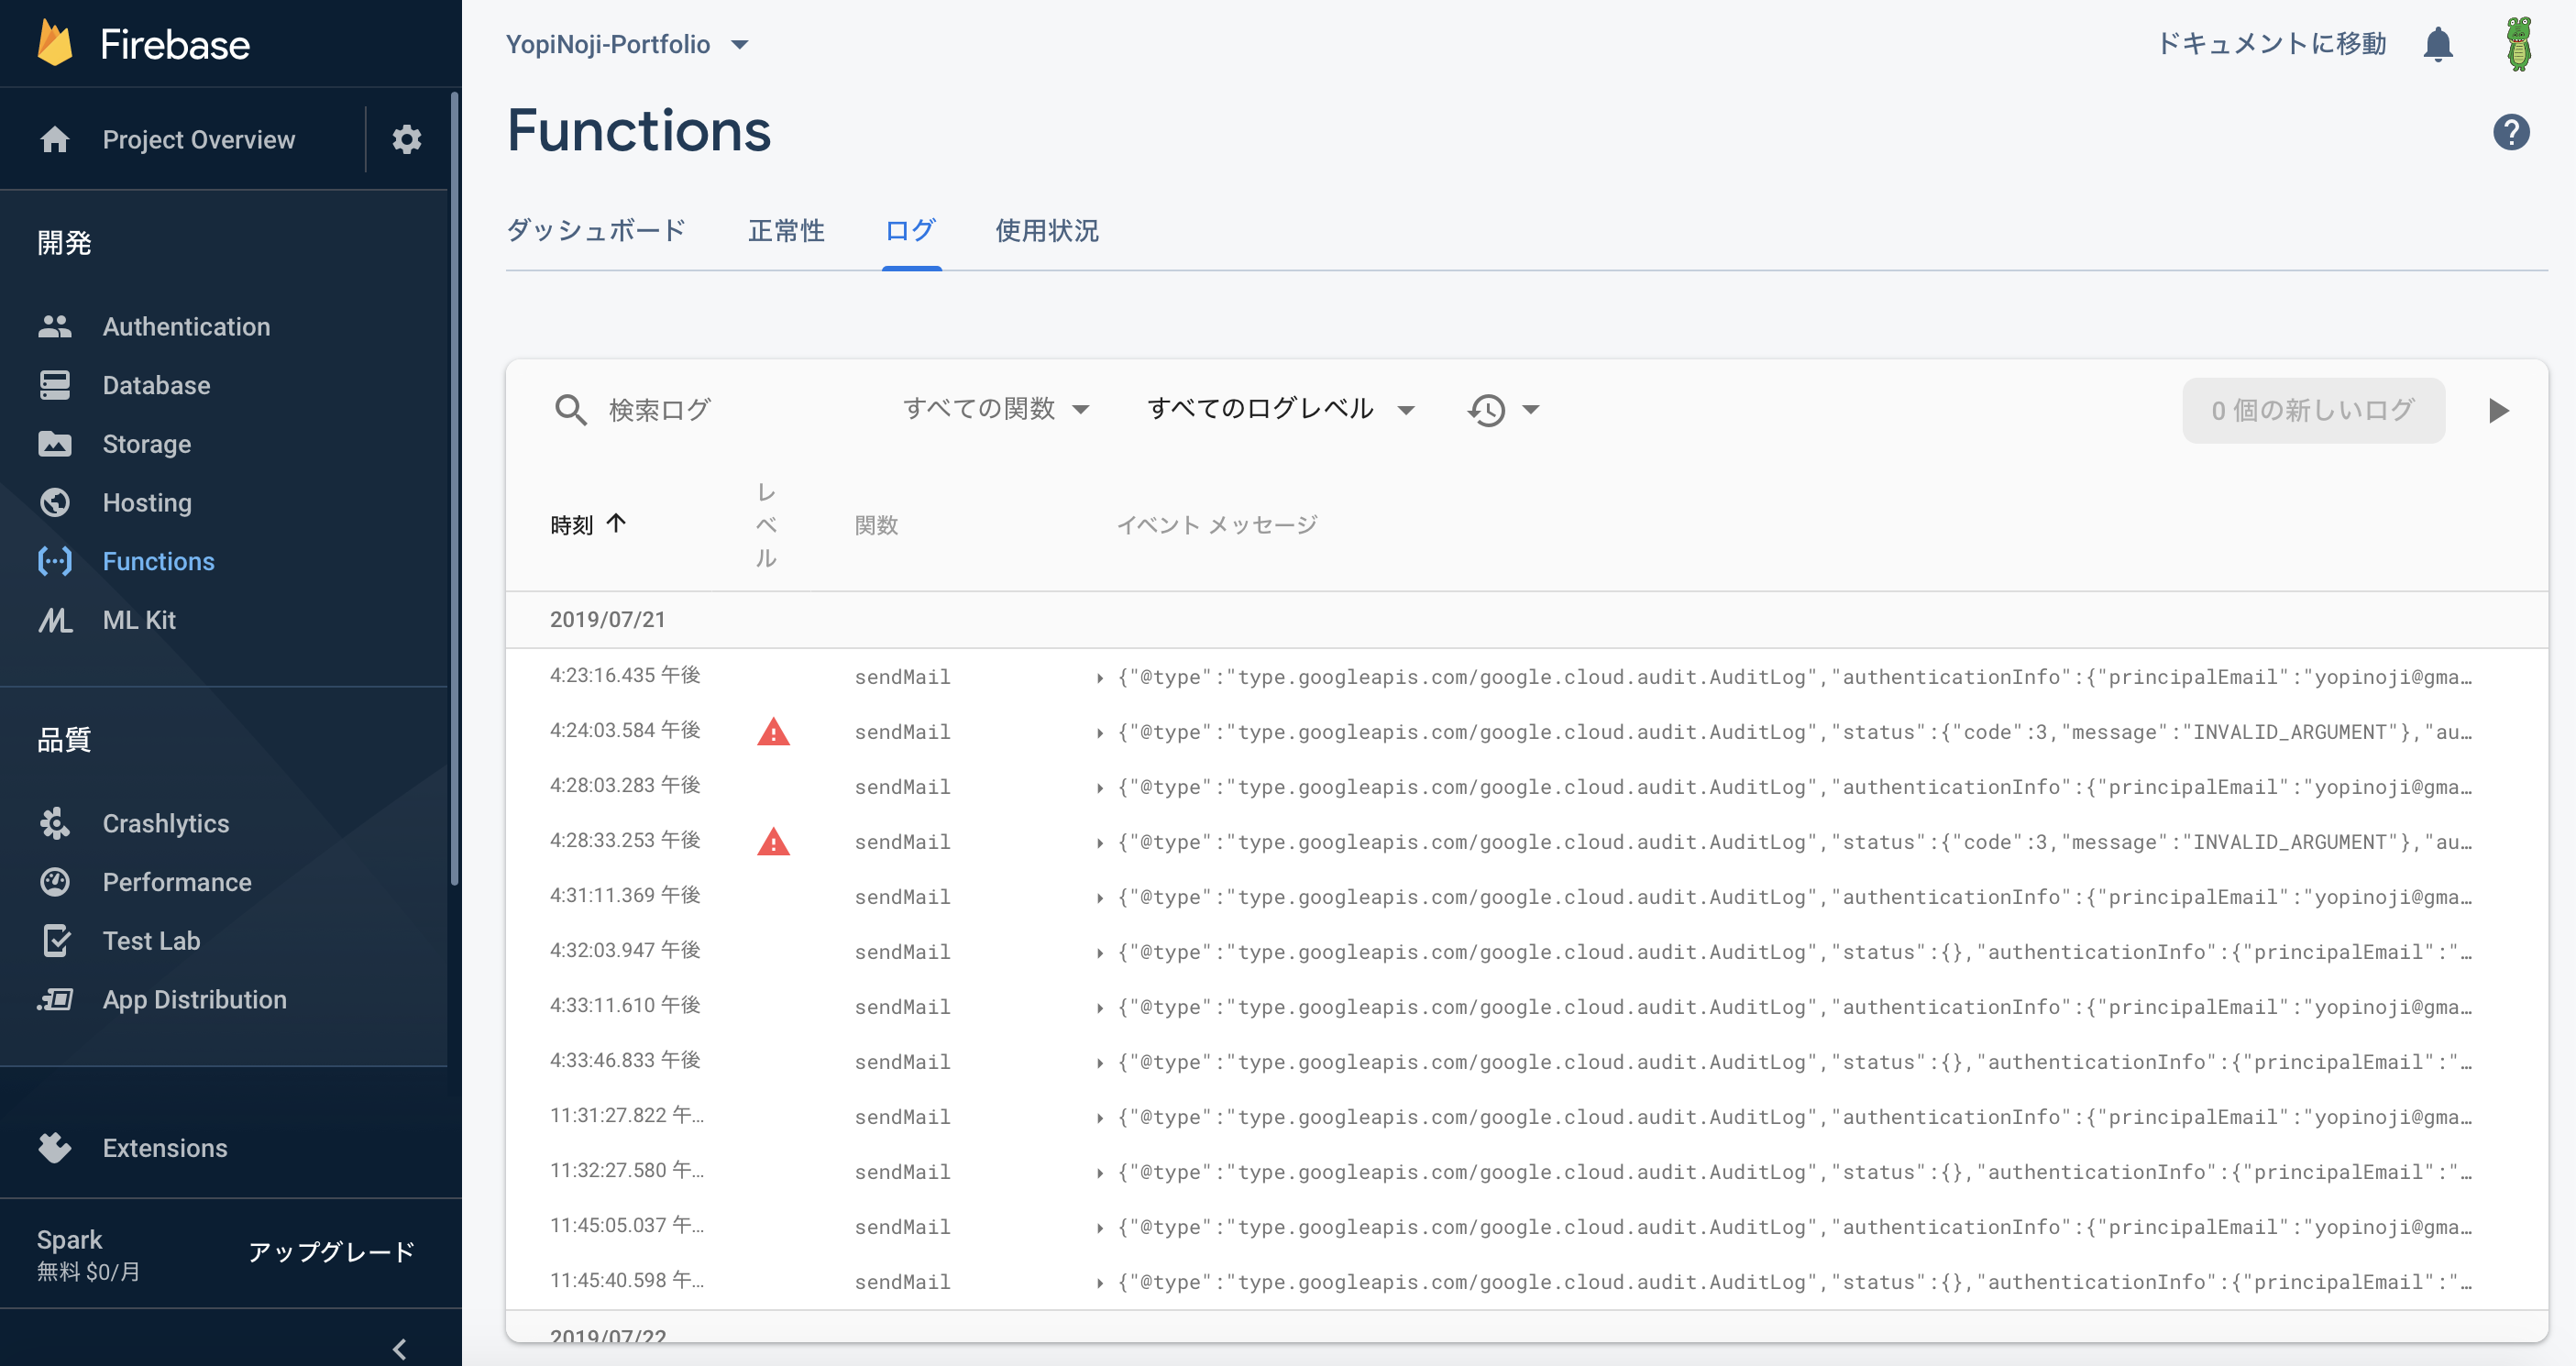 Firebase
Project Overview
開発
Authentication
Database
Storage
Hosting
Functions
ML Kit
品質
Crashlytics
Performance
Test Lab
App Distribution
Extensions
Spark
無料 $0/月
アップグレード
YopiNoji-Portfolio
ドキュメントに移動
Functions
ダッシュボード 正常性 ログ 使用状況
検索ログ すべての関数 すべてのログレベル 0 個の新しいログ
時刻 レベル 関数 イベント メッセージ
2019/07/21
4:23:16.435 午後 sendMail {"@type":"type.googleapis.com/google.cloud.audit.AuditLog","authenticationInfo":{"principalEmail":"yopinoji@gma…
4:24:03.584 午後 sendMail {"@type":"type.googleapis.com/google.cloud.audit.AuditLog","status":{"code":3,"message":"INVALID_ARGUMENT"},"au…
4:28:03.283 午後 sendMail {"@type":"type.googleapis.com/google.cloud.audit.AuditLog","authenticationInfo":{"principalEmail":"yopinoji@gma…
4:28:33.253 午後 sendMail {"@type":"type.googleapis.com/google.cloud.audit.AuditLog","status":{"code":3,"message":"INVALID_ARGUMENT"},"au…
4:31:11.369 午後 sendMail {"@type":"type.googleapis.com/google.cloud.audit.AuditLog","authenticationInfo":{"principalEmail":"yopinoji@gma…
4:32:03.947 午後 sendMail {"@type":"type.googleapis.com/google.cloud.audit.AuditLog","status":{},"authenticationInfo":{"principalEmail":"…
4:33:11.610 午後 sendMail {"@type":"type.googleapis.com/google.cloud.audit.AuditLog","authenticationInfo":{"principalEmail":"yopinoji@gma…
4:33:46.833 午後 sendMail {"@type":"type.googleapis.com/google.cloud.audit.AuditLog","status":{},"authenticationInfo":{"principalEmail":"…
11:31:27.822 午… sendMail {"@type":"type.googleapis.com/google.cloud.audit.AuditLog","authenticationInfo":{"principalEmail":"yopinoji@gma…
11:32:27.580 午… sendMail {"@type":"type.googleapis.com/google.cloud.audit.AuditLog","status":{},"authenticationInfo":{"principalEmail":"…
11:45:05.037 午… sendMail {"@type":"type.googleapis.com/google.cloud.audit.AuditLog","authenticationInfo":{"principalEmail":"yopinoji@gma…
11:45:40.598 午… sendMail {"@type":"type.googleapis.com/google.cloud.audit.AuditLog","status":{},"authenticationInfo":{"principalEmail":"…
2019/07/22